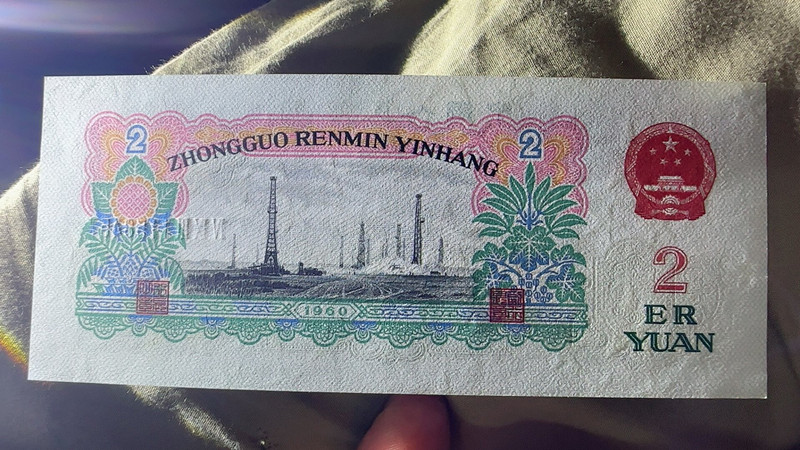 2
2
ZHONGGUO RENMIN YINHANG
1960
2
ER
YUAN